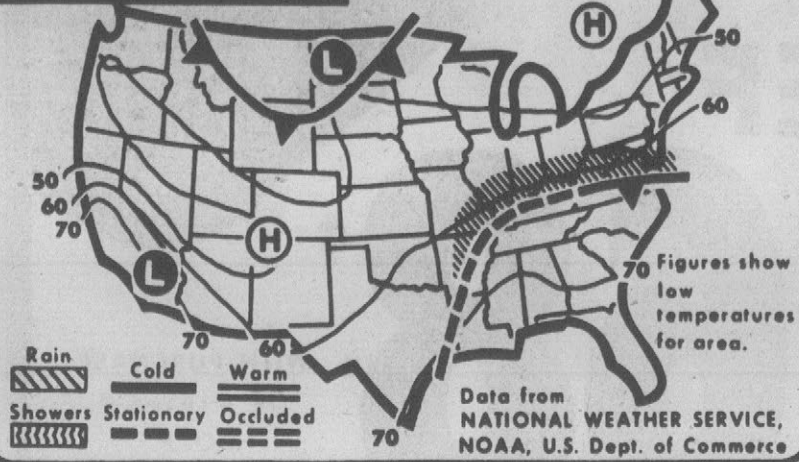 H
50
L
60
50
60
70
H
L
70
Figures show
low
temperatures
for area.
70
60
Rain
Cold
Warm
Showers
Stationary
Occluded
70
Data from
NATIONAL WEATHER SERVICE,
NOAA, U.S. Dept. of Commerce